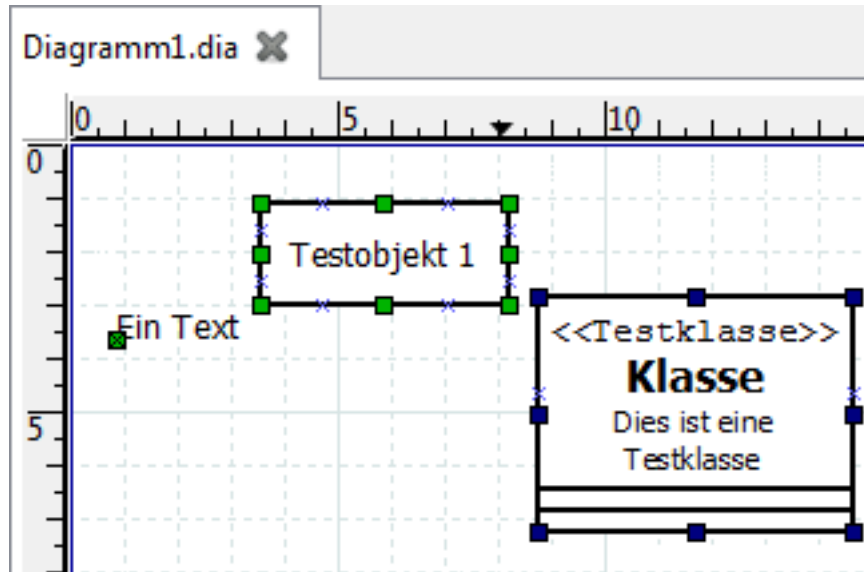 Diagramm1.dia
0 5 10
0
Testobjekt 1
Ein Text
<<Testklasse>>
Klasse
Dies ist eine
Testklasse
5